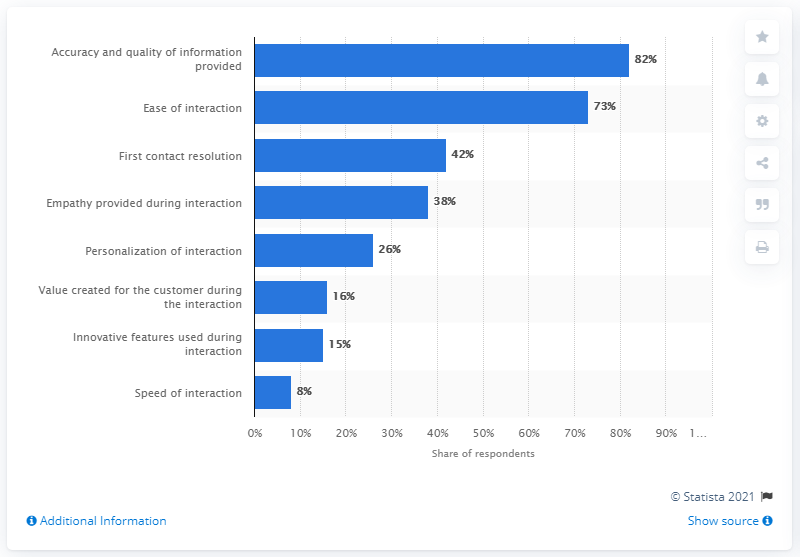 Accuracy and quality of information
provided
82%
Ease of interaction
73%
First contact resolution
42%
Empathy provided during interaction
38%
Personalization of interaction
26%
Value created for the customer during
the interaction
16%
Innovative features used during
interaction
15%
Speed of interaction
8%
0% 10% 20% 30% 40% 50% 60% 70% 80% 90% 1...
Share of respondents
© Statista 2021
Additional Information
Show source